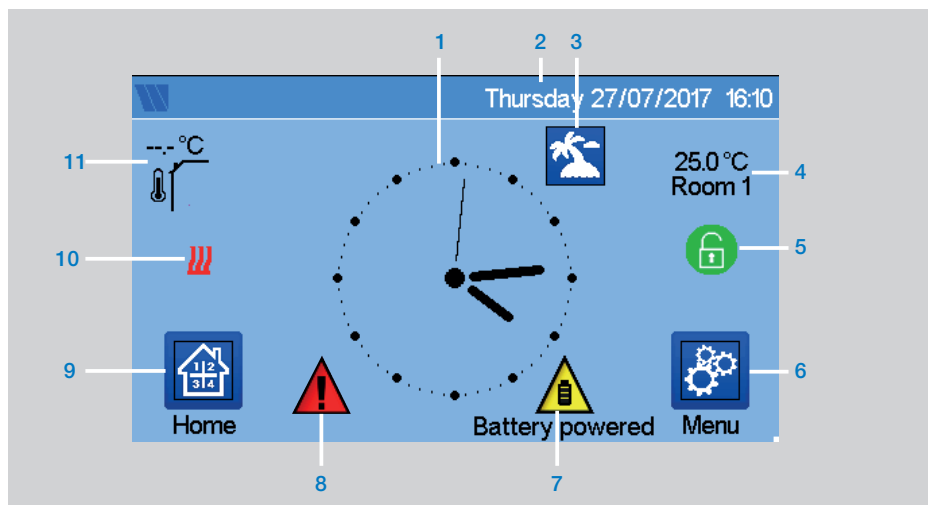 1
2
3
Thursday 27/07/2017 16:10
--.- °C
11
25.0 °C
Room 1
4
10
5
9
1 2
3 4
6
Home
Battery powered
Menu
8
7